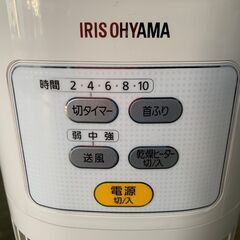 IRIS OHYAMA
時間 2・4・6・8・10
切タイマー
首ふり
弱 中 強
送風
乾燥ヒーター
切/入
電源
切/入